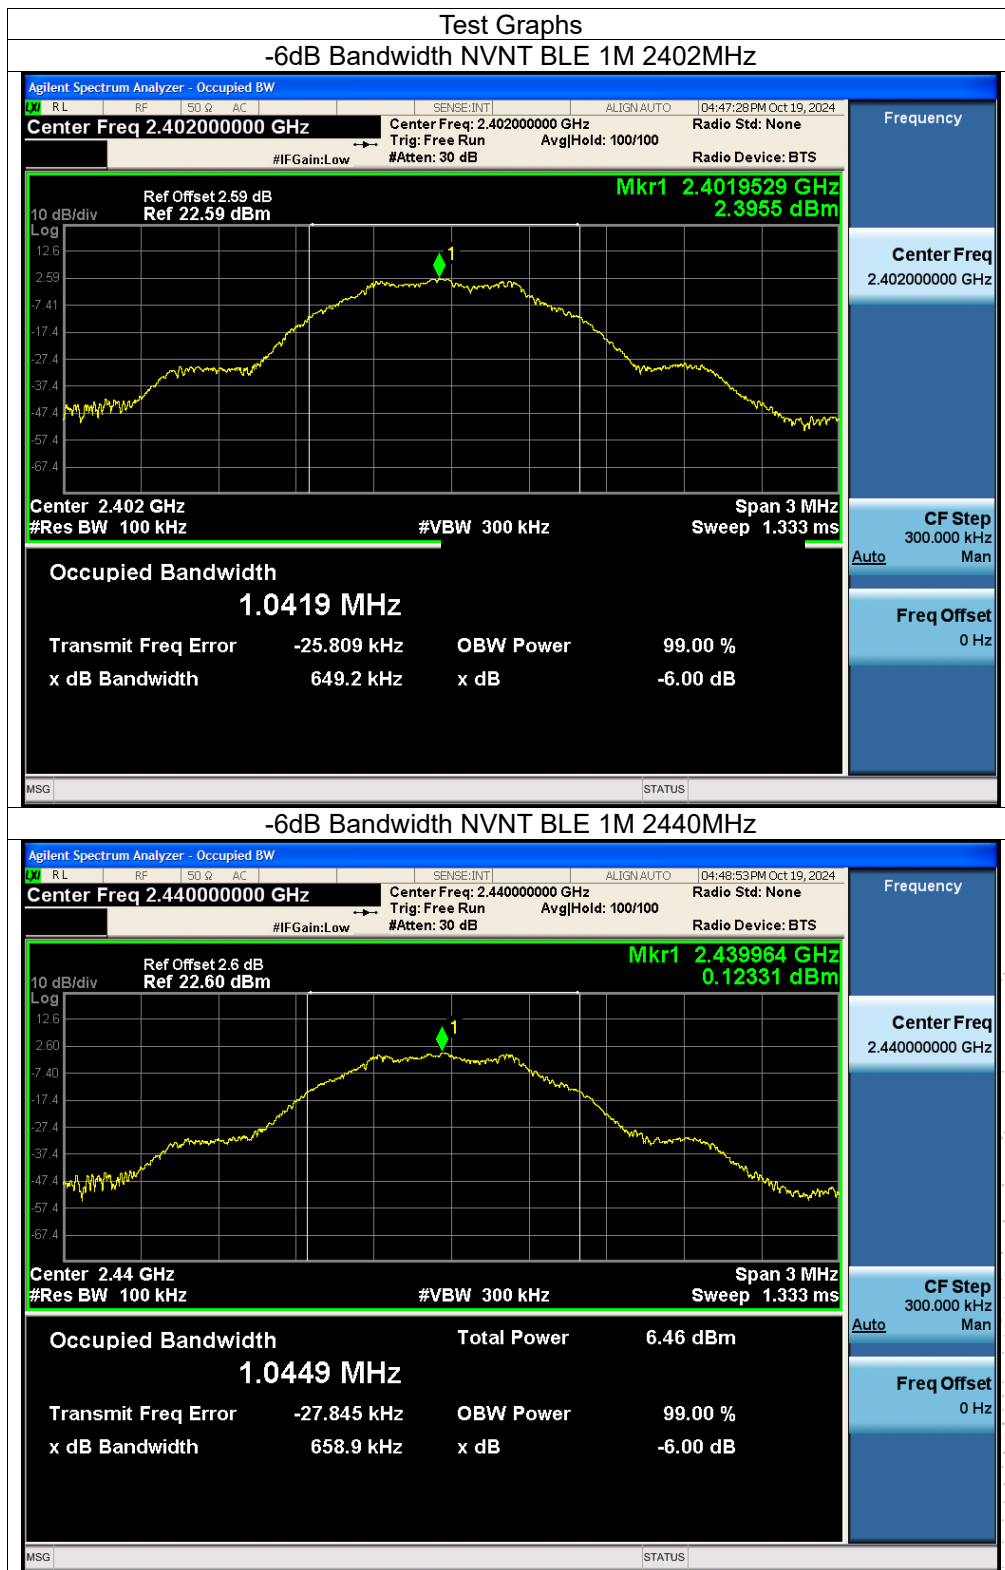 Test Graphs
-6dB Bandwidth NVNT BLE 1M 2402MHz
Agilent Spectrum Analyzer - Occupied BW
LXI RL RF 50 Ω AC SENSE:INT ALIGN AUTO 04:47:28 PM Oct 19, 2024
Center Freq 2.402000000 GHz
Center Freq: 2.402000000 GHz
Radio Std: None
Trig: Free Run Avg|Hold: 100/100
#IFGain:Low #Atten: 30 dB Radio Device: BTS
Frequency
Mkr1 2.4019529 GHz
2.3955 dBm
Ref Offset 2.59 dB
10 dB/div Ref 22.59 dBm
Log
12.6
2.59
-7.41
-17.4
-27.4
-37.4
-47.4
-57.4
-67.4
1
Center Freq
2.402000000 GHz
Center 2.402 GHz Span 3 MHz
#Res BW 100 kHz #VBW 300 kHz Sweep 1.333 ms
CF Step
300.000 kHz
Auto Man
Occupied Bandwidth
1.0419 MHz
Transmit Freq Error -25.809 kHz OBW Power 99.00 %
x dB Bandwidth 649.2 kHz x dB -6.00 dB
Freq Offset
0 Hz
MSG STATUS
-6dB Bandwidth NVNT BLE 1M 2440MHz
Agilent Spectrum Analyzer - Occupied BW
LXI RL RF 50 Ω AC SENSE:INT ALIGN AUTO 04:48:53 PM Oct 19, 2024
Center Freq 2.440000000 GHz
Center Freq: 2.440000000 GHz
Radio Std: None
Trig: Free Run Avg|Hold: 100/100
#IFGain:Low #Atten: 30 dB Radio Device: BTS
Frequency
Mkr1 2.439964 GHz
0.12331 dBm
Ref Offset 2.6 dB
10 dB/div Ref 22.60 dBm
Log
12.6
2.60
-7.40
-17.4
-27.4
-37.4
-47.4
-57.4
-67.4
1
Center Freq
2.440000000 GHz
Center 2.44 GHz Span 3 MHz
#Res BW 100 kHz #VBW 300 kHz Sweep 1.333 ms
CF Step
300.000 kHz
Auto Man
Occupied Bandwidth Total Power 6.46 dBm
1.0449 MHz
Transmit Freq Error -27.845 kHz OBW Power 99.00 %
x dB Bandwidth 658.9 kHz x dB -6.00 dB
Freq Offset
0 Hz
MSG STATUS